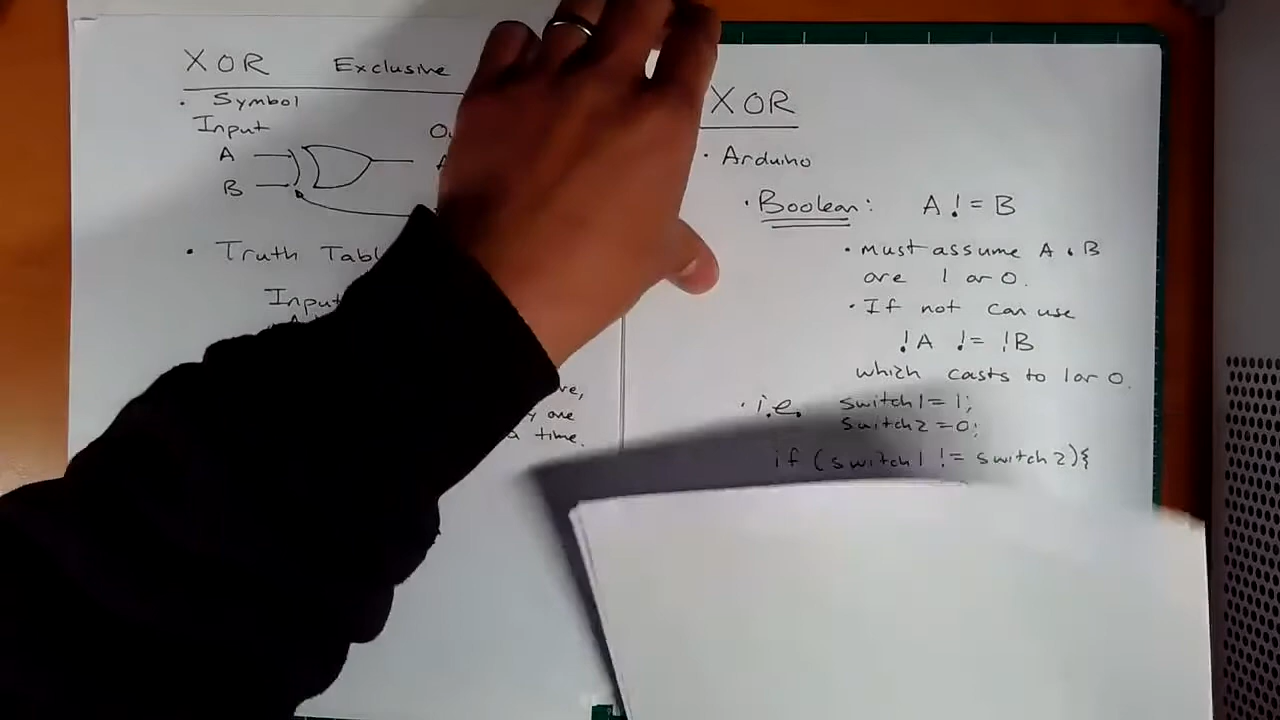 XOR Exclusive
• Symbol
Input
A
B
• Truth Tabl
Input
time.
XOR
• Arduino
• Boolean: A != B
• must assume A & B
are 1 or 0.
• If not can use
!A != !B
which casts to 1 or 0.
• i.e. switch1 = 1;
switch2 = 0;
if (switch1 != switch2){